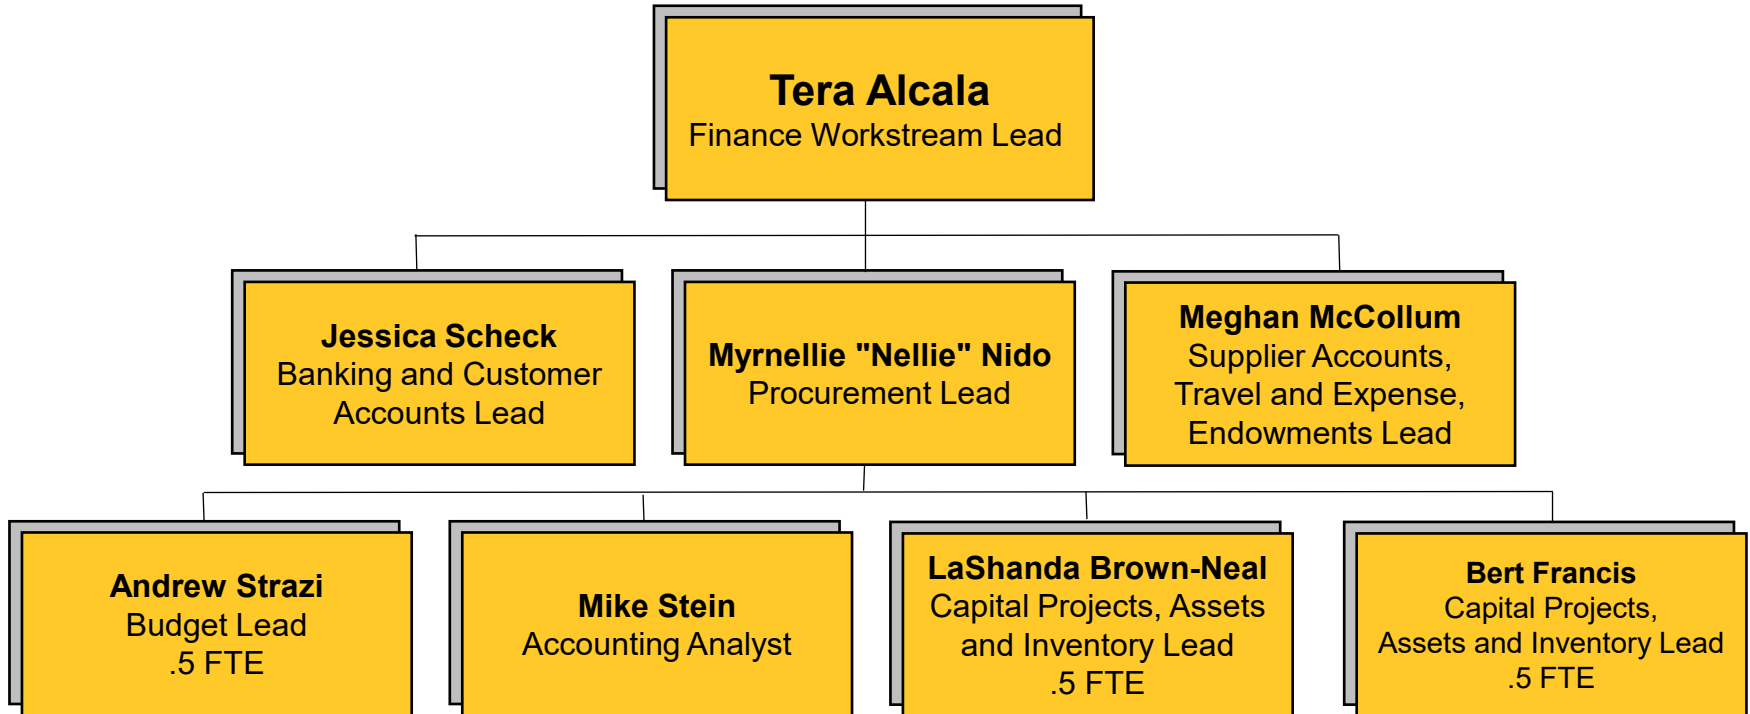 Tera Alcala
Finance Workstream Lead
Jessica Scheck
Banking and Customer
Accounts Lead
Myrnellie "Nellie" Nido
Procurement Lead
Meghan McCollum
Supplier Accounts,
Travel and Expense,
Endowments Lead
Andrew Strazi
Budget Lead
.5 FTE
Mike Stein
Accounting Analyst
LaShanda Brown-Neal
Capital Projects, Assets
and Inventory Lead
.5 FTE
Bert Francis
Capital Projects,
Assets and Inventory Lead
.5 FTE